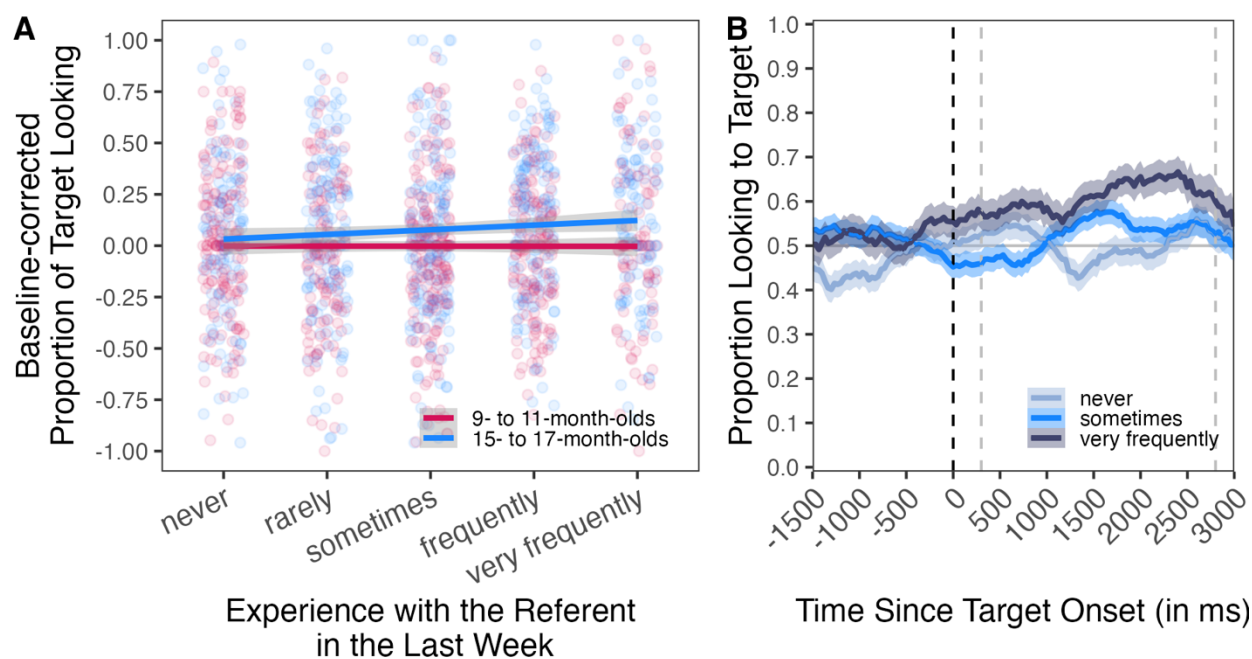 A
Baseline-corrected
Proportion of Target Looking
1.00
0.75
0.50
0.25
0.00
-0.25
-0.50
-0.75
-1.00
9- to 11-month-olds
15- to 17-month-olds
never
rarely
sometimes
frequently
very frequently
Experience with the Referent
in the Last Week
B
Proportion Looking to Target
1.0
0.9
0.8
0.7
0.6
0.5
0.4
0.3
0.2
0.1
0.0
never
sometimes
very frequently
-1500
-1000
-500
0
500
1000
1500
2000
2500
3000
Time Since Target Onset (in ms)